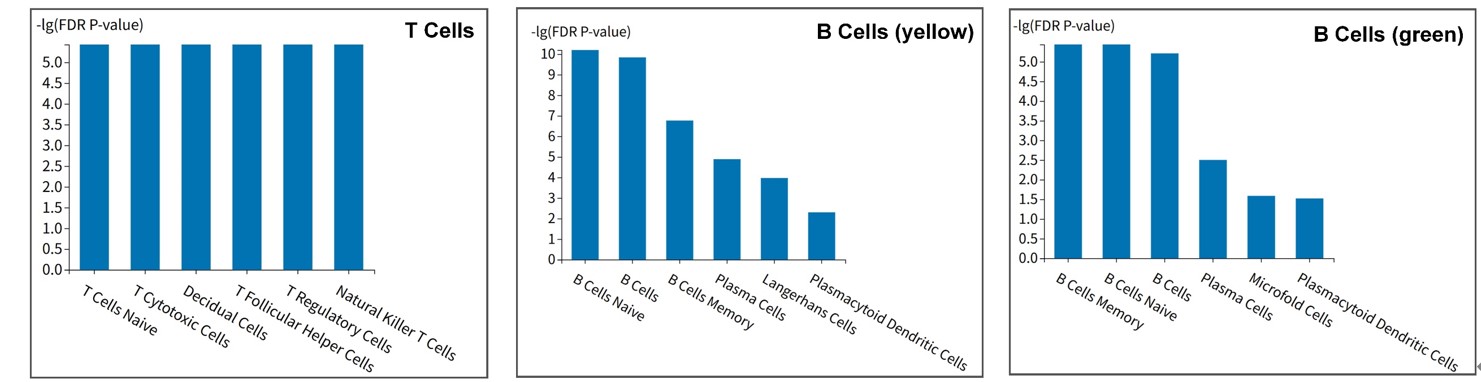 -lg(FDR P-value)
T Cells
5.0
4.5
4.0
3.5
3.0
2.5
2.0
1.5
1.0
0.5
0.0
T Cells Naive
T Cytotoxic Cells
Decidual Cells
T Follicular Helper Cells
T Regulatory Cells
Natural Killer T Cells
-lg(FDR P-value)
B Cells (yellow)
10
9
8
7
6
5
4
3
2
1
0
B Cells Naive
B Cells
B Cells Memory
Plasma Cells
Langerhans Cells
Plasmacytoid Dendritic Cells
-lg(FDR P-value)
B Cells (green)
5.0
4.5
4.0
3.5
3.0
2.5
2.0
1.5
1.0
0.5
0.0
B Cells Memory
B Cells Naive
B Cells
Plasma Cells
Microfold Cells
Plasmacytoid Dendritic Cells